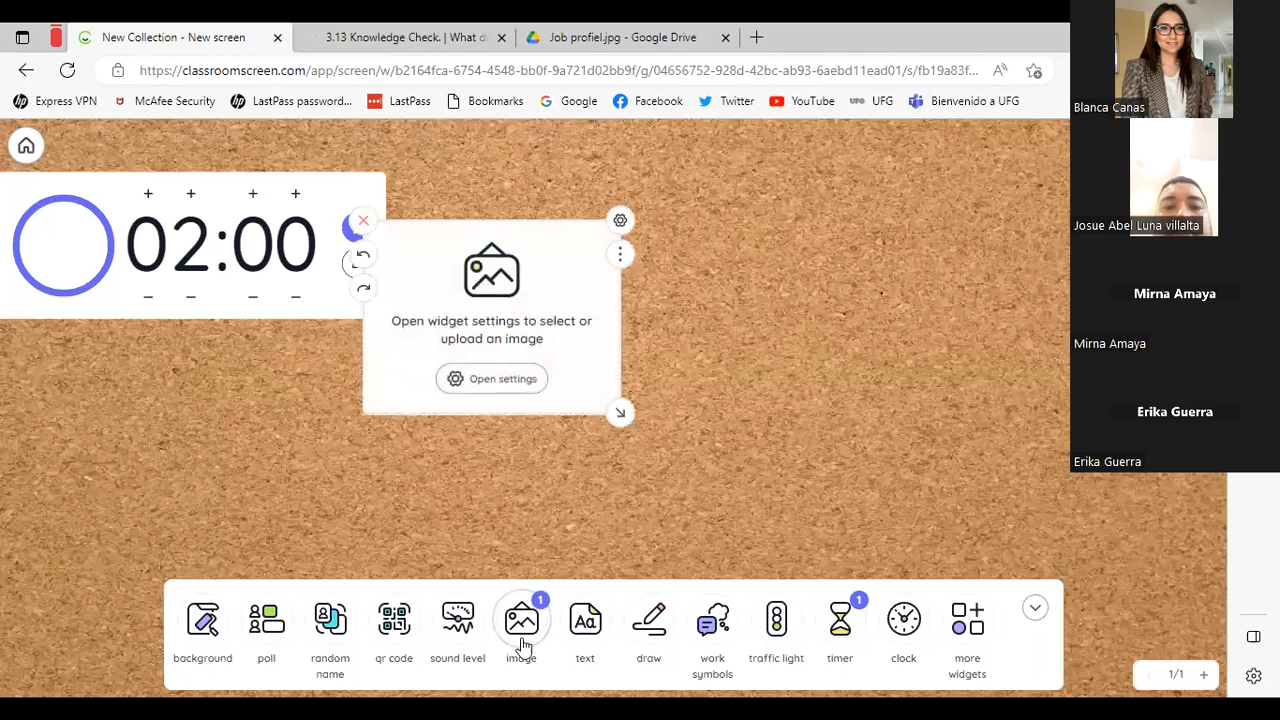 New Collection - New screen
3.13 Knowledge Check. | What
Job profiel.jpg - Google Drive
https://classroomscreen.com/app/screen/w/b2164fca-6754-4548-bb0f-9a721d02bb9f/g/04656752-928d-42bc-ab93-6aebd11ead01/s/fb19a83f...
Express VPN
McAfee Security
LastPass password...
LastPass
Bookmarks
Google
Facebook
Twitter
YouTube
UFG
Bienvenido a UFG
Blanca Canas
Josue Abel Luna villalta
Mirna Amaya
Mirna Amaya
Erika Guerra
Erika Guerra
02:00
Open widget settings to select or
upload an image
Open settings
1
1
background
poll
random
name
qr code
sound level
image
text
draw
work
symbols
traffic light
timer
clock
more
widgets
1/1